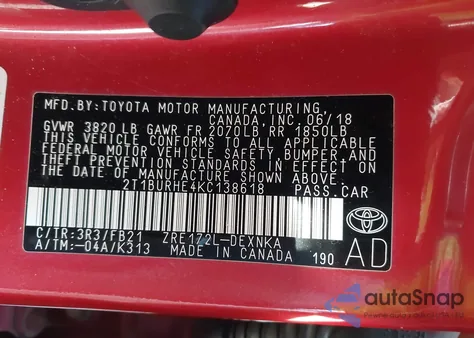 MFD.BY:TOYOTA MOTOR MANUFACTURING,
CANADA, INC. 06/18
GVWR 3820 LB GAWR FR 2070LB RR 1850LB
THIS VEHICLE CONFORMS TO ALL APPLICABLE
FEDERAL MOTOR VEHICLE SAFETY, BUMPER, AND
THEFT PREVENTION STANDARDS IN EFFECT ON
THE DATE OF MANUFACTURE SHOWN ABOVE.
2T1BURHE4KC138618 PASS.CAR
C/TR:3R3/FB21 ZRE172L-DEXNKA
A/TM:-04A/K313 MADE IN CANADA 190 AD
autoSnap